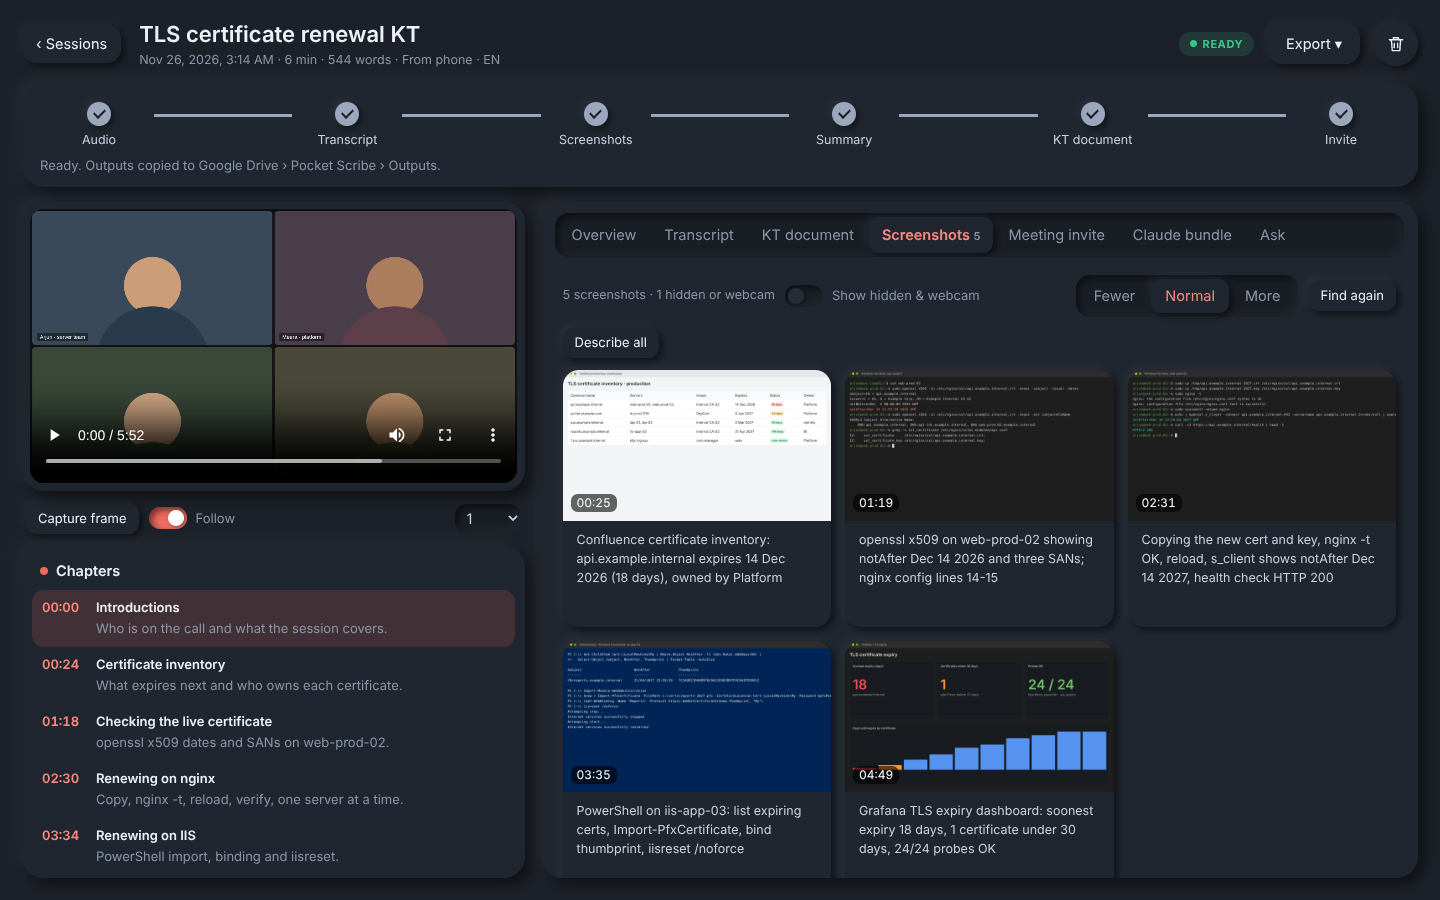 ‹ Sessions
TLS certificate renewal KT
Nov 26, 2026, 3:14 AM · 6 min · 544 words · From phone · EN
READY
Export ▾
Audio
Transcript
Screenshots
Summary
KT document
Invite
Ready. Outputs copied to Google Drive › Pocket Scribe › Outputs.
Arjun - server team
Meera - platform
0:00 / 5:52
Capture frame
Follow
1
Chapters
00:00 Introductions
Who is on the call and what the session covers.
00:24 Certificate inventory
What expires next and who owns each certificate.
01:18 Checking the live certificate
openssl x509 dates and SANs on web-prod-02.
02:30 Renewing on nginx
Copy, nginx -t, reload, verify, one server at a time.
03:34 Renewing on IIS
PowerShell import, binding and iisreset.
Overview Transcript KT document Screenshots 5 Meeting invite Claude bundle Ask
5 screenshots · 1 hidden or webcam
Show hidden & webcam
Fewer Normal More
Find again
Describe all
TLS certificate inventory - production
00:25
Confluence certificate inventory:
api.example.internal expires 14 Dec
2026 (18 days), owned by Platform
01:19
openssl x509 on web-prod-02 showing
notAfter Dec 14 2026 and three SANs;
nginx config lines 14-15
02:31
Copying the new cert and key, nginx -t
OK, reload, s_client shows notAfter Dec
14 2027, health check HTTP 200
03:35
PowerShell on iis-app-03: list expiring
certs, Import-PfxCertificate, bind
thumbprint, iisreset /noforce
TLS certificate expiry
18
1
24 / 24
04:49
Grafana TLS expiry dashboard: soonest
expiry 18 days, 1 certificate under 30
days, 24/24 probes OK